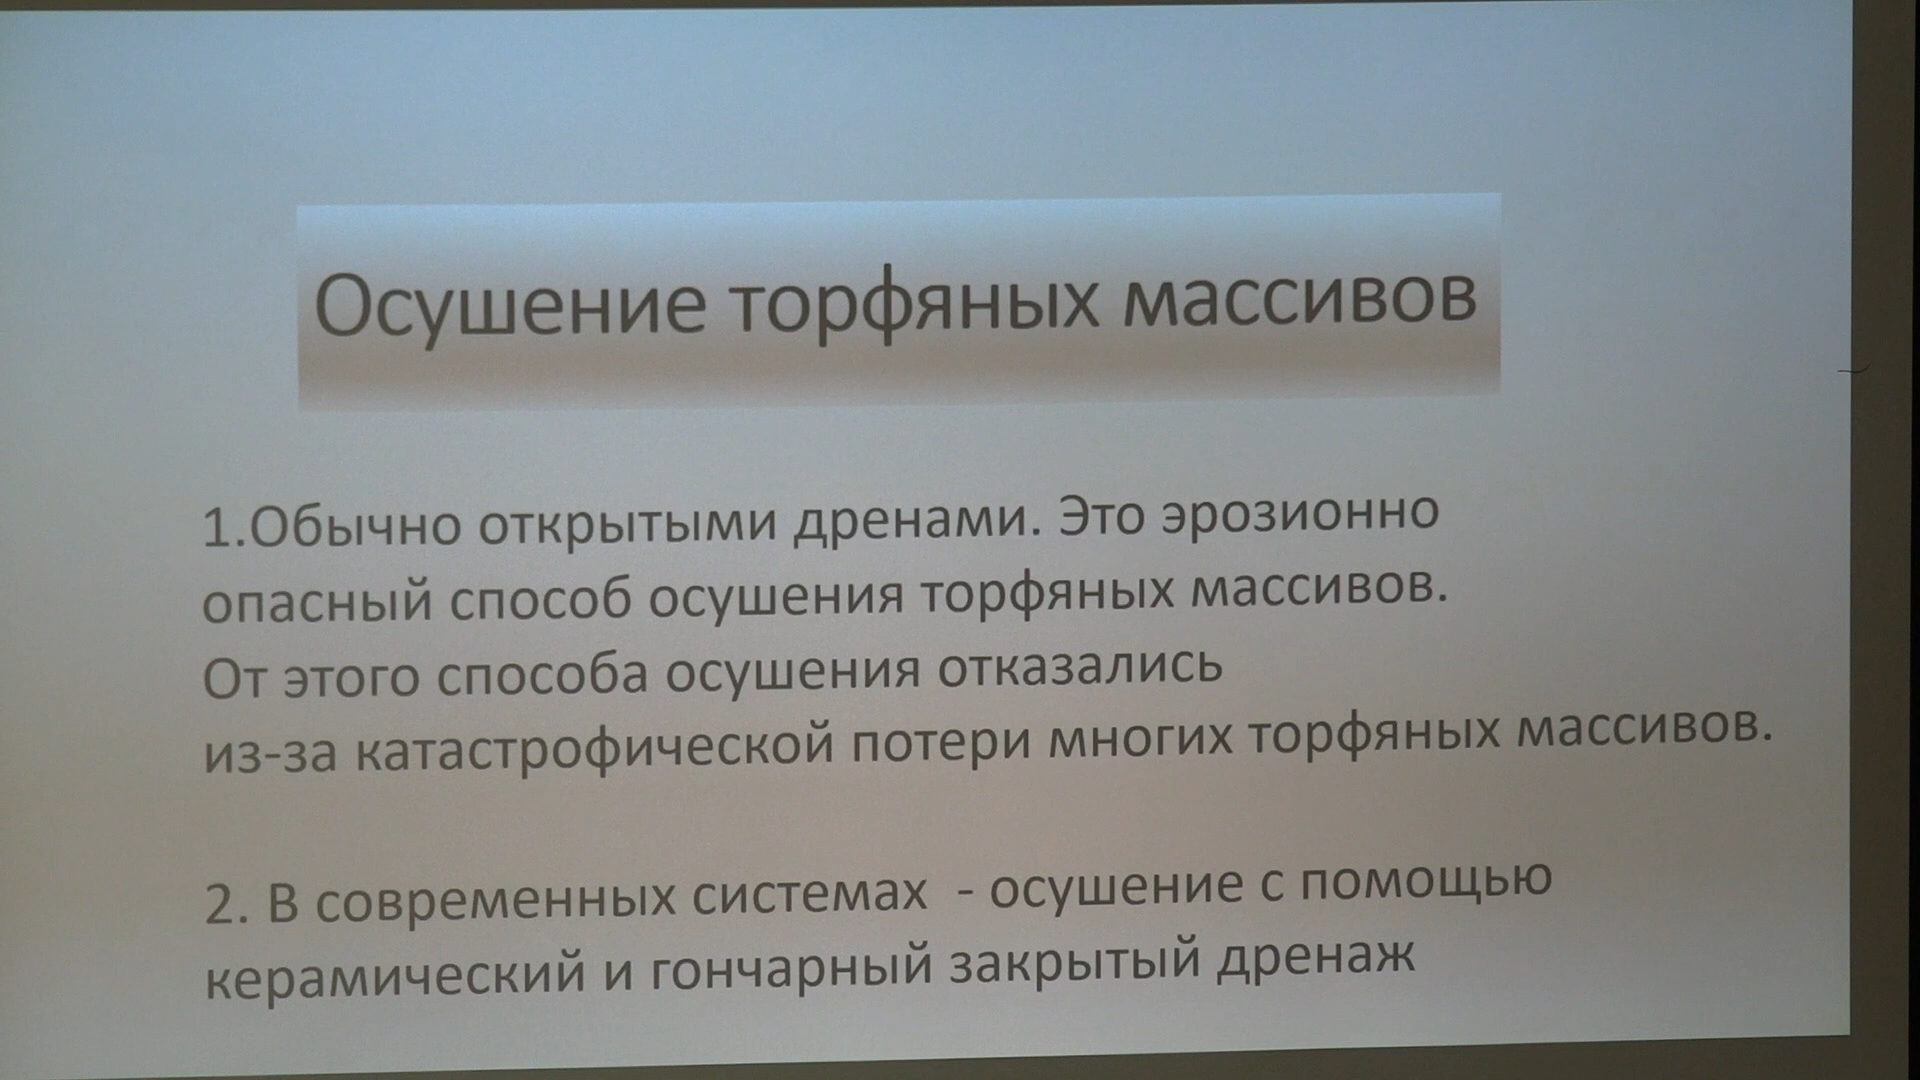 Осушение торфяных массивов
1.Обычно открытыми дренами. Это эрозионно
опасный способ осушения торфяных массивов.
От этого способа осушения отказались
из-за катастрофической потери многих торфяных массивов.
2. В современных системах - осушение с помощью
керамический и гончарный закрытый дренаж